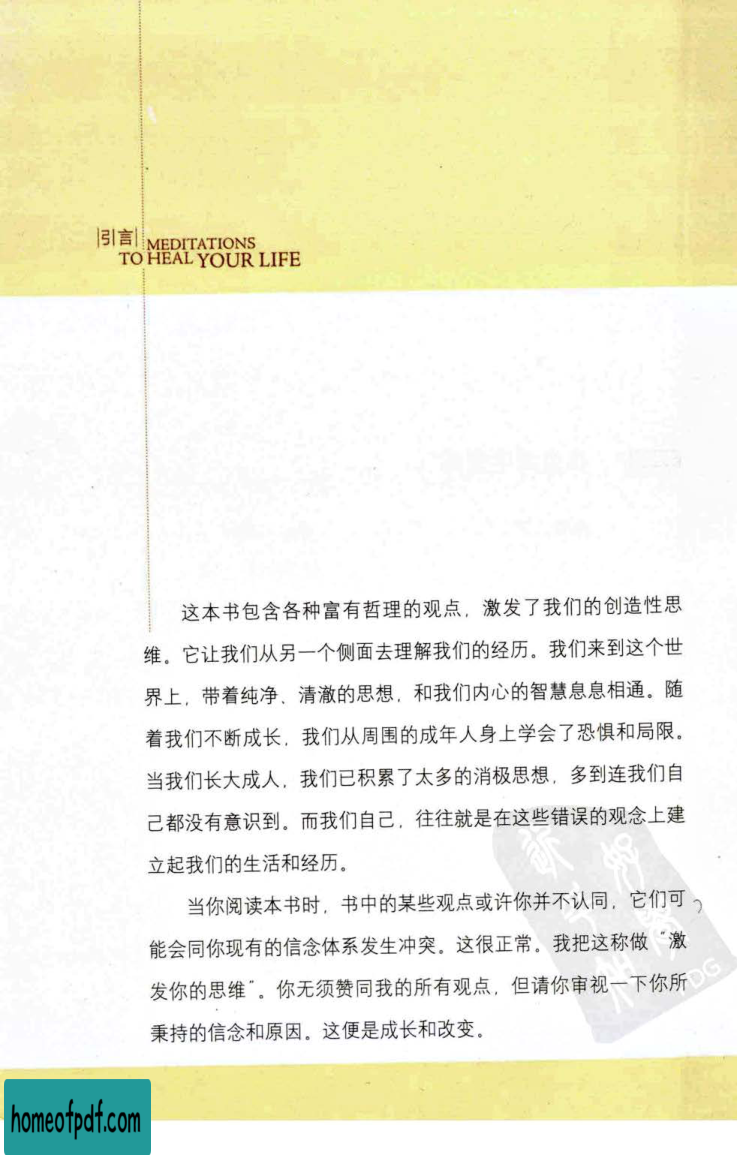 引言 MEDITATIONS
TO HEAL YOUR LIFE
这本书包含各种富有哲理的观点，激发了我们的创造性思
维。它让我们从另一个侧面去理解我们的经历。我们来到这个世
界上，带着纯净、清澈的思想，和我们内心的智慧息息相通。随
着我们不断成长，我们从周围的成年人身上学会了恐惧和局限。
当我们长大成人，我们已积累了太多的消极思想，多到连我们自
己都没有意识到。而我们自己，往往就是在这些错误的观念上建
立起我们的生活和经历。
当你阅读本书时，书中的某些观点或许你并不认同，它们可
能会同你现有的信念体系发生冲突。这很正常。我把这称做“激
发你的思维”。你无须赞同我的所有观点，但请你审视一下你所
秉持的信念和原因。这便是成长和改变。
PDG
homeofpdf.com